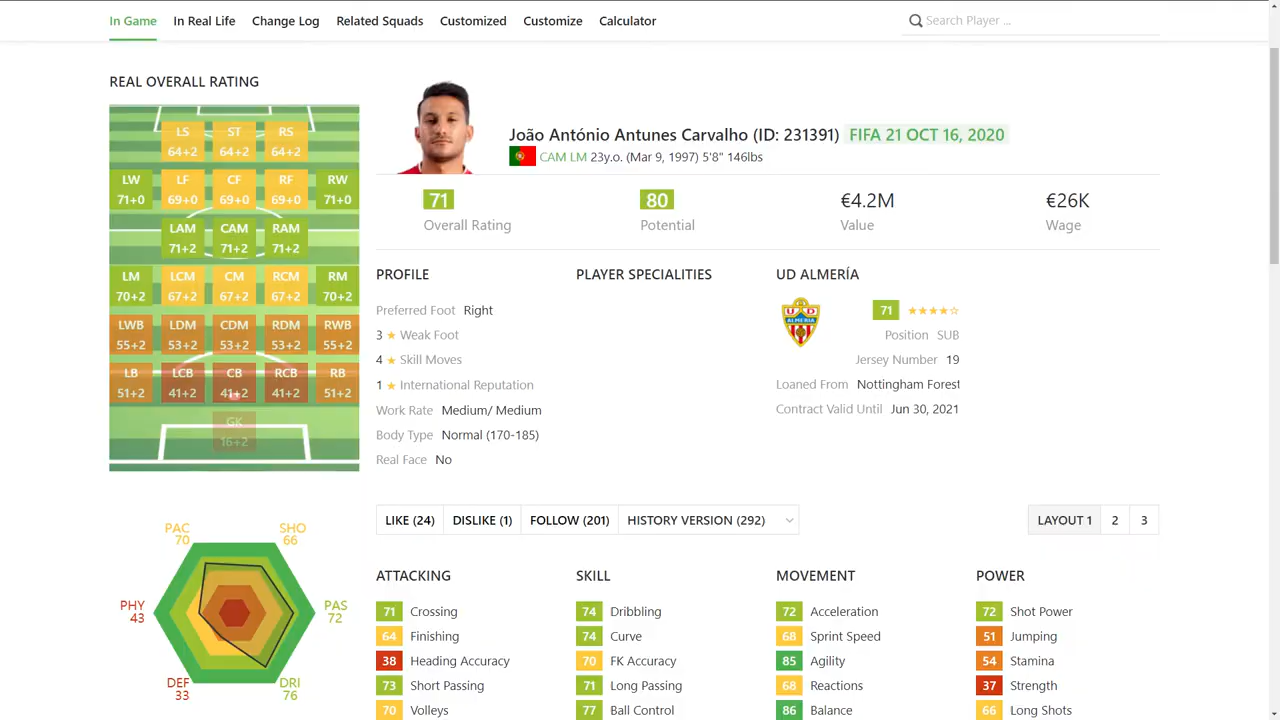 In Game In Real Life Change Log Related Squads Customized Customize Calculator Search Player ...
REAL OVERALL RATING
LS ST RS
64+2 64+2 64+2
LW LF CF RF RW
71+0 69+0 69+0 69+0 71+0
LAM CAM RAM
71+2 71+2 71+2
LM LCM CM RCM RM
70+2 67+2 67+2 67+2 70+2
LWB LDM CDM RDM RWB
55+2 53+2 53+2 53+2 55+2
LB LCB CB RCB RB
51+2 41+2 41+2 41+2 51+2
GK
16+2
João António Antunes Carvalho (ID: 231391) FIFA 21 OCT 16, 2020
CAM LM 23y.o. (Mar 9, 1997) 5'8" 146lbs
71 80 €4.2M €26K
Overall Rating Potential Value Wage
PROFILE
Preferred Foot Right
3 ★ Weak Foot
4 ★ Skill Moves
1 ★ International Reputation
Work Rate Medium/ Medium
Body Type Normal (170-185)
Real Face No
PLAYER SPECIALITIES
UD ALMERÍA
U D
ALMERIA
71 ★★★★☆
Position SUB
Jersey Number 19
Loaned From Nottingham Forest
Contract Valid Until Jun 30, 2021
LIKE (24) DISLIKE (1) FOLLOW (201) HISTORY VERSION (292) LAYOUT 1 2 3
PAC SHO
70 66
PHY PAS
43 72
DEF DRI
33 76
ATTACKING
71 Crossing
64 Finishing
38 Heading Accuracy
73 Short Passing
70 Volleys
SKILL
74 Dribbling
74 Curve
70 FK Accuracy
71 Long Passing
77 Ball Control
MOVEMENT
72 Acceleration
68 Sprint Speed
85 Agility
68 Reactions
86 Balance
POWER
72 Shot Power
51 Jumping
54 Stamina
37 Strength
66 Long Shots